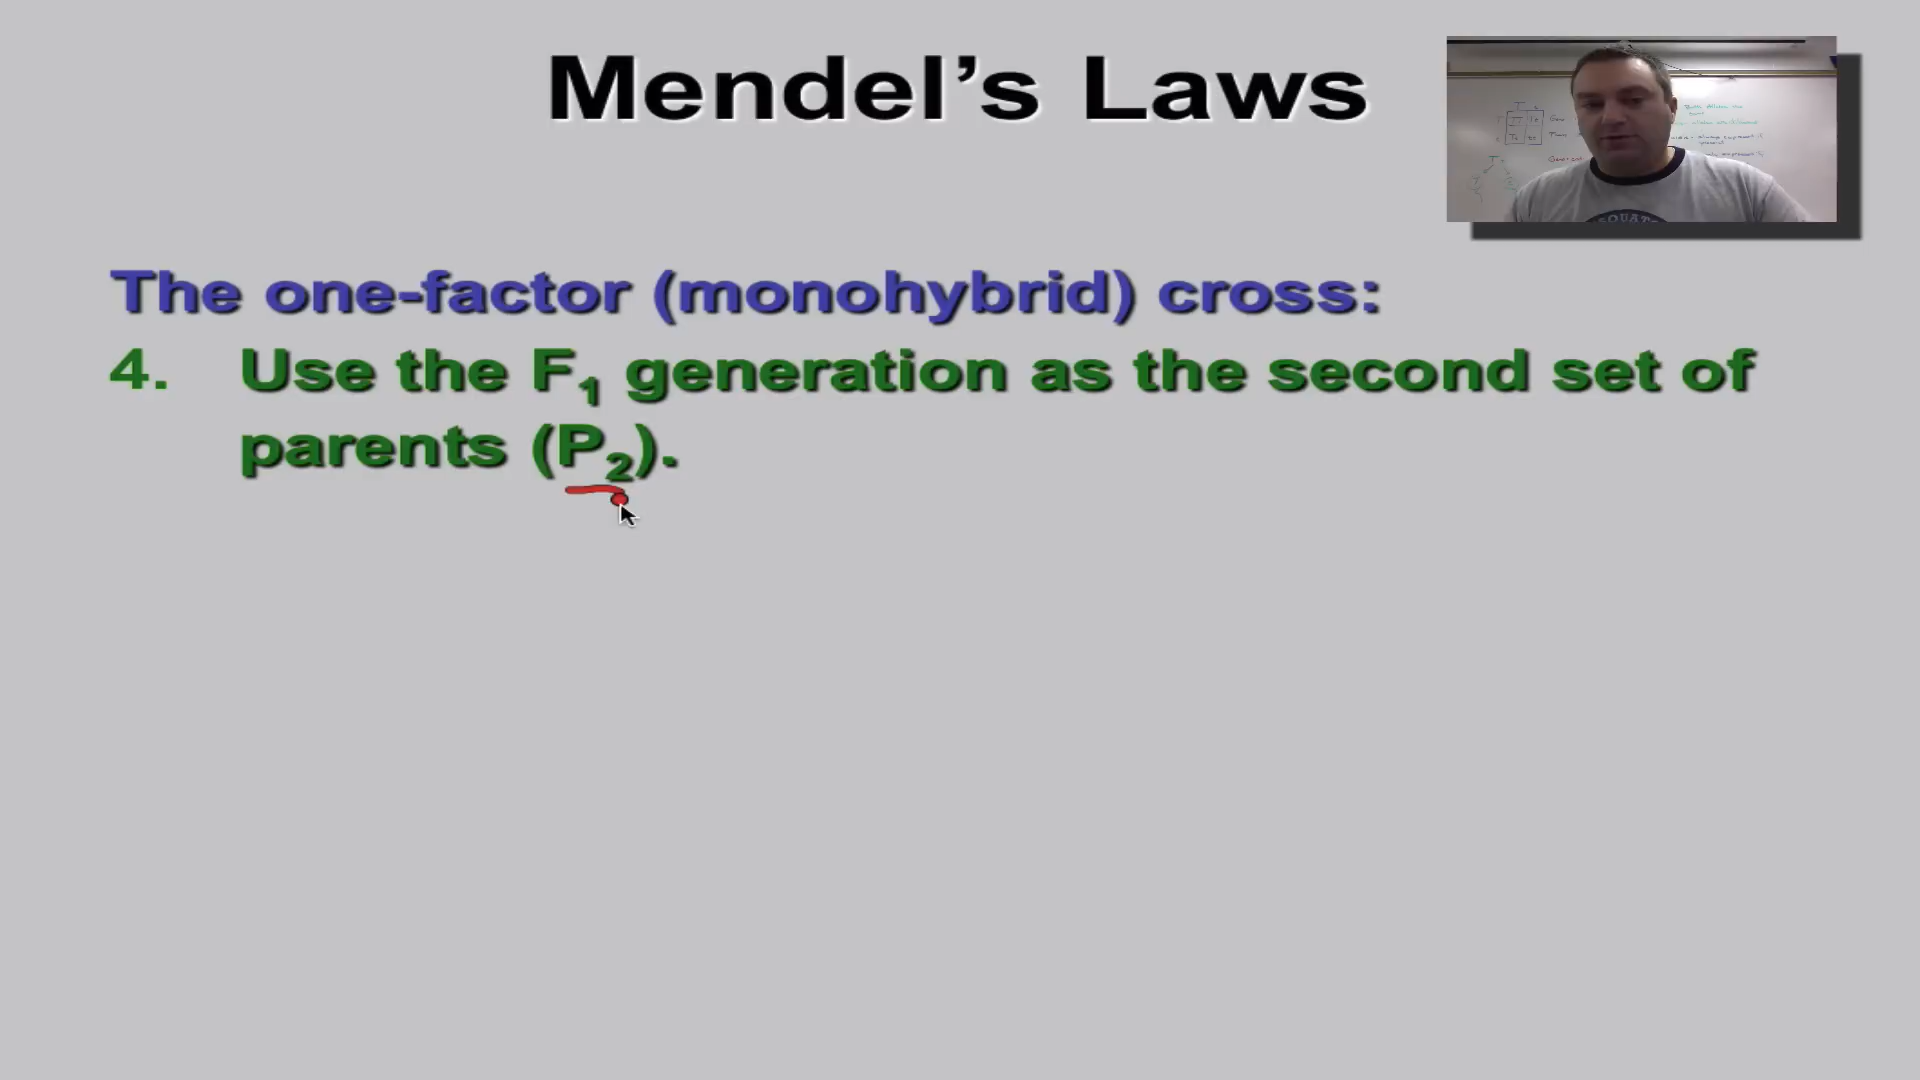 Mendel’s Laws
The one-factor (monohybrid) cross:
4. Use the F₁ generation as the second set of
parents (P₂).
SQUAT